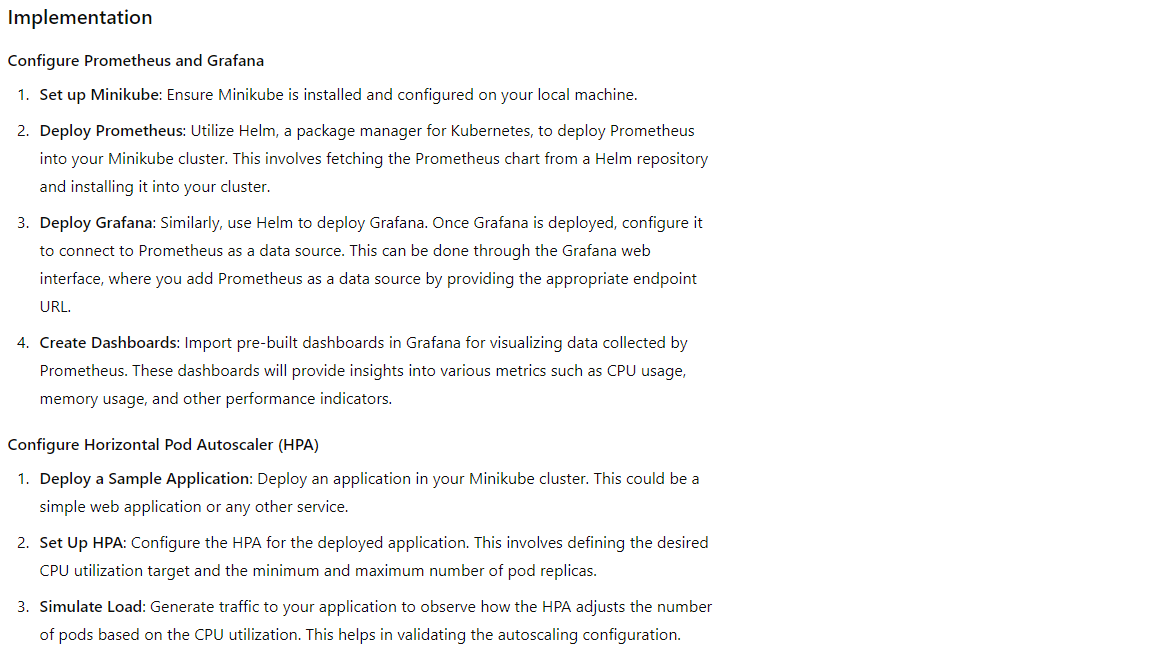 Implementation
Configure Prometheus and Grafana
1. Set up Minikube: Ensure Minikube is installed and configured on your local machine.
2. Deploy Prometheus: Utilize Helm, a package manager for Kubernetes, to deploy Prometheus
into your Minikube cluster. This involves fetching the Prometheus chart from a Helm repository
and installing it into your cluster.
3. Deploy Grafana: Similarly, use Helm to deploy Grafana. Once Grafana is deployed, configure it
to connect to Prometheus as a data source. This can be done through the Grafana web
interface, where you add Prometheus as a data source by providing the appropriate endpoint
URL.
4. Create Dashboards: Import pre-built dashboards in Grafana for visualizing data collected by
Prometheus. These dashboards will provide insights into various metrics such as CPU usage,
memory usage, and other performance indicators.
Configure Horizontal Pod Autoscaler (HPA)
1. Deploy a Sample Application: Deploy an application in your Minikube cluster. This could be a
simple web application or any other service.
2. Set Up HPA: Configure the HPA for the deployed application. This involves defining the desired
CPU utilization target and the minimum and maximum number of pod replicas.
3. Simulate Load: Generate traffic to your application to observe how the HPA adjusts the number
of pods based on the CPU utilization. This helps in validating the autoscaling configuration.